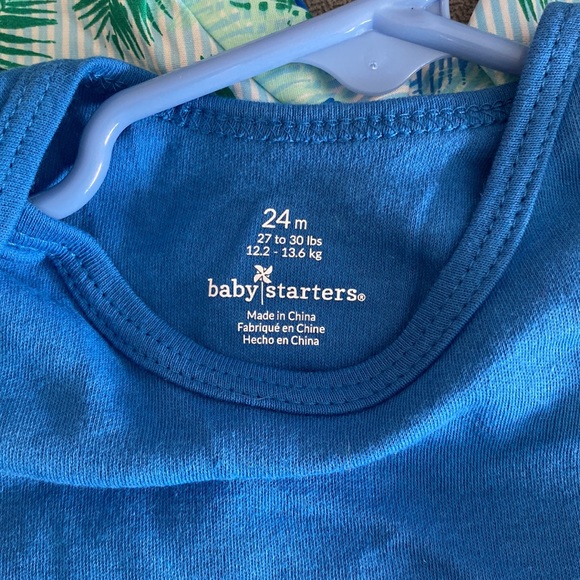 24 m
27 to 30 lbs
12.2 - 13.6 kg
baby starters®
Made in China
Fabriqué en Chine
Hecho en China